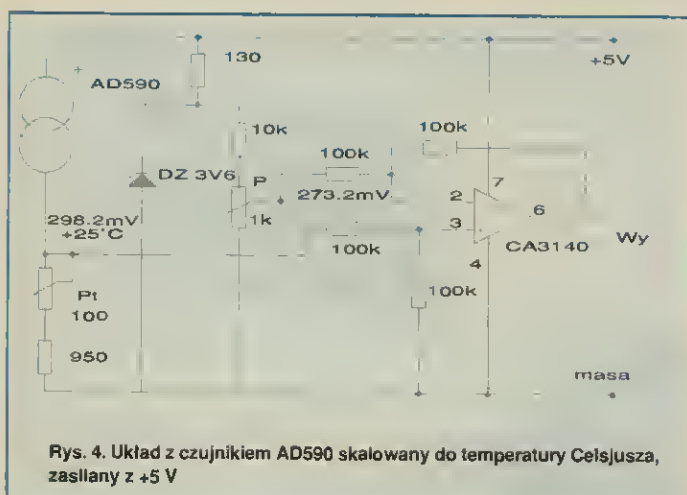 130
+5V
+
AD590
10k
100k
100k
DZ 3V6
P
273.2mV
1k
2
7
6
3
CA3140
298.2mV
+25°C
100k
4
Wy
Pt
100
100k
950
masa
Rys. 4. Układ z czujnikiem AD590 skalowany do temperatury Celsjusza,
zasilany z +5 V